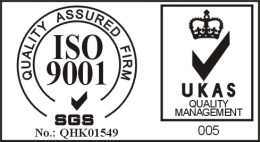 QUALITY ASSURED FIRM
ISO
9001
SGS
No.: QHK01549
UKAS
QUALITY
MANAGEMENT
005